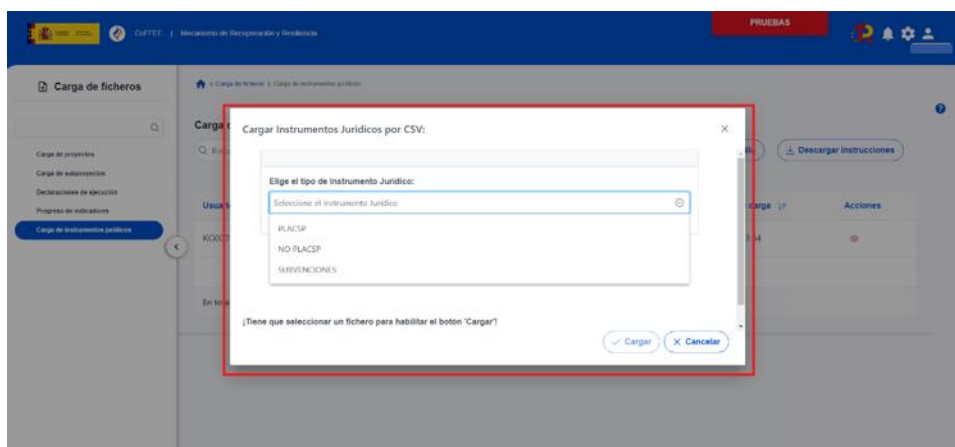 PRUEBAS
CoFFEE | Mecanismo de Recuperación y Resiliencia
Carga de ficheros
> Carga de ficheros > Carga de instrumentos jurídicos
Carga de proyectos
Carga de subproyectos
Declaraciones de ejecución
Progreso de indicadores
Carga de instrumentos jurídicos
Carga
Descargar instrucciones
Acciones
carga
En to
Cargar Instrumentos Jurídicos por CSV:
Elige el tipo de Instrumento Jurídico:
Seleccione el Instrumento Jurídico
PLACSP
NO PLACSP
SUBVENCIONES
¡Tiene que seleccionar un fichero para habilitar el botón 'Cargar'!
Cargar
Cancelar